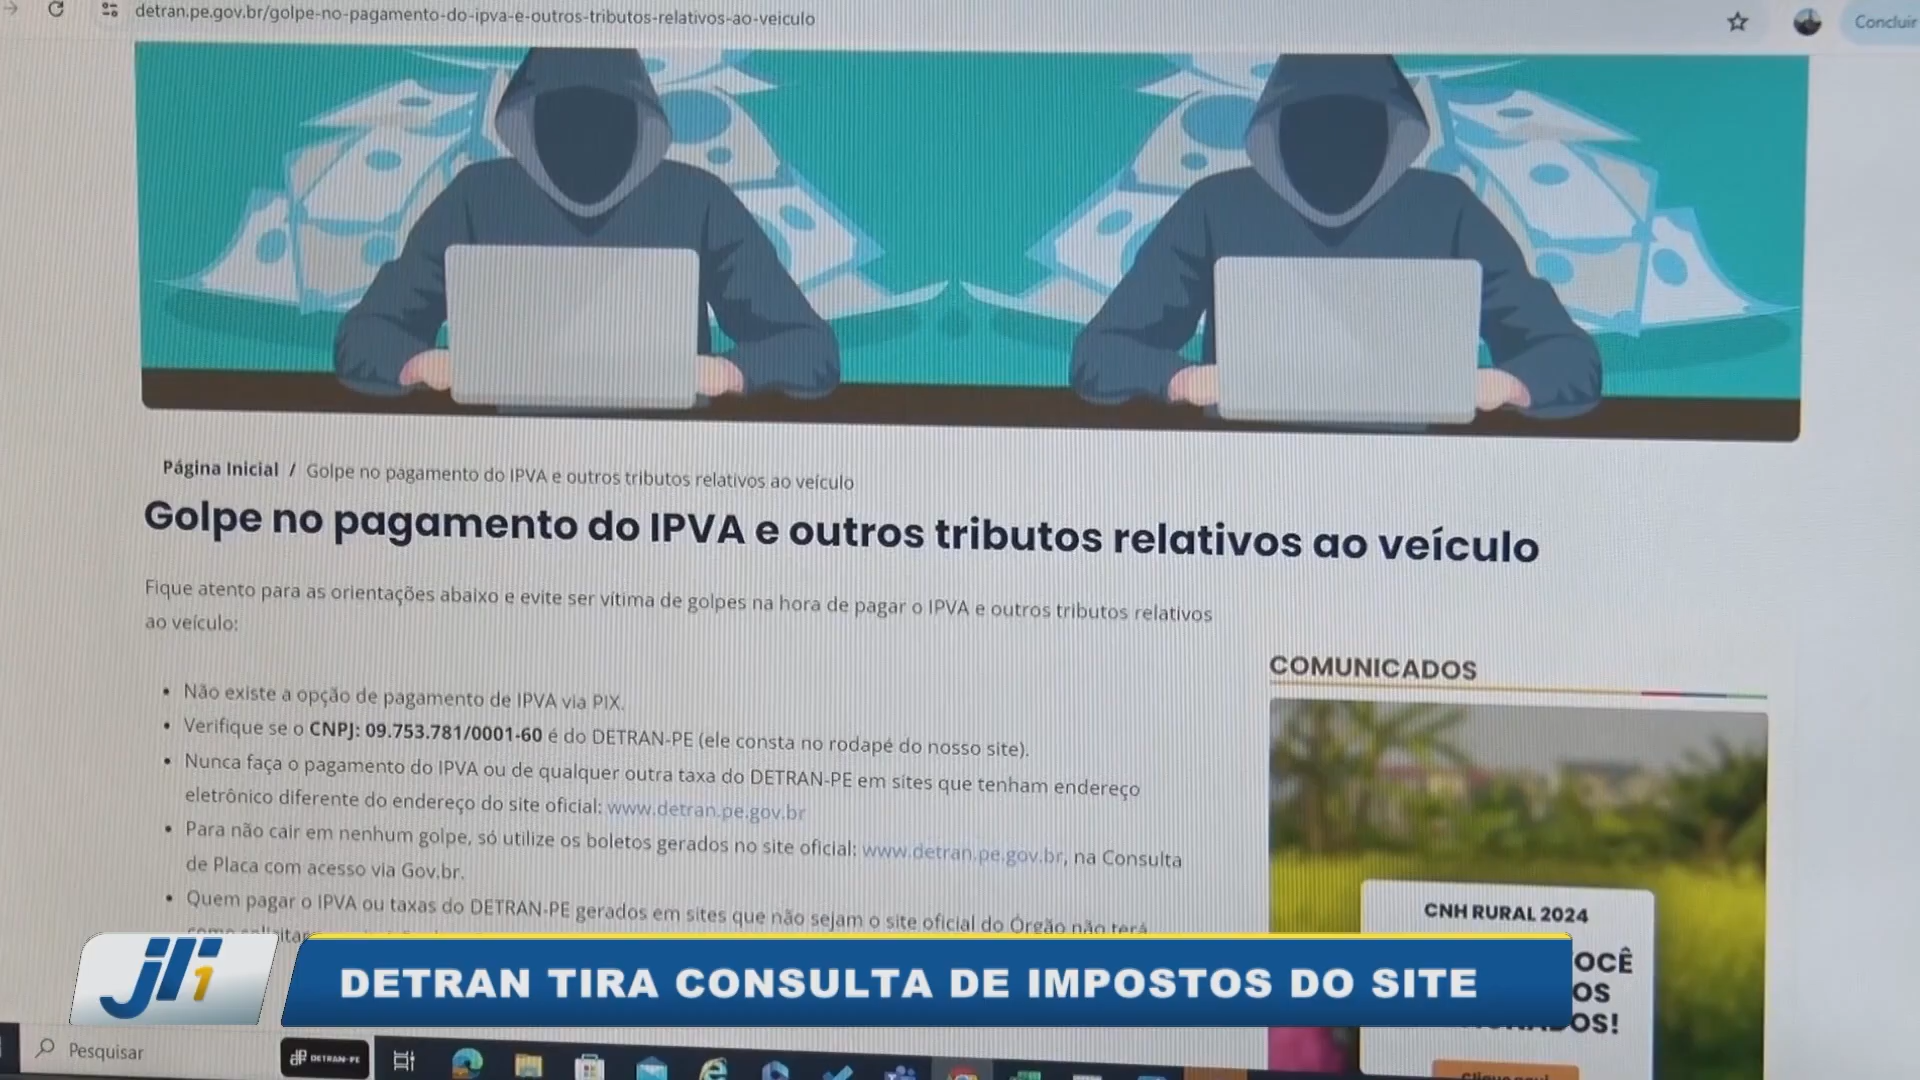 detran.pe.gov.br/golpe-no-pagamento-do-ipva-e-outros-tributos-relativos-ao-veiculo
Concluir
Página Inicial / Golpe no pagamento do IPVA e outros tributos relativos ao veículo
Golpe no pagamento do IPVA e outros tributos relativos ao veículo
Fique atento para as orientações abaixo e evite ser vítima de golpes na hora de pagar o IPVA e outros tributos relativos
ao veículo:
• Não existe a opção de pagamento de IPVA via PIX.
• Verifique se o CNPJ: 09.753.781/0001-60 é do DETRAN-PE (ele consta no rodapé do nosso site).
• Nunca faça o pagamento do IPVA ou de qualquer outra taxa do DETRAN-PE em sites que tenham endereço
eletrônico diferente do endereço do site oficial: www.detran.pe.gov.br
• Para não cair em nenhum golpe, só utilize os boletos gerados no site oficial: www.detran.pe.gov.br, na Consulta
de Placa com acesso via Gov.br.
• Quem pagar o IPVA ou taxas do DETRAN-PE gerados em sites que não sejam o site oficial do Órgão não terá
COMUNICADOS
CNH RURAL 2024
OCÊ
OS
OS!
JTI1
DETRAN TIRA CONSULTA DE IMPOSTOS DO SITE
Pesquisar
DETRAN-PE